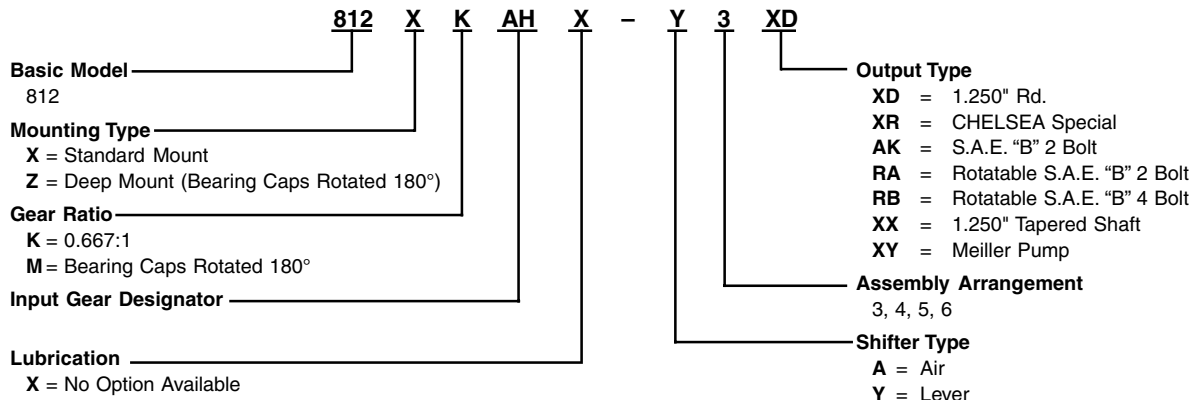 812 X K AH X – Y 3 XD
Basic Model
812
Mounting Type
X = Standard Mount
Z = Deep Mount (Bearing Caps Rotated 180°)
Gear Ratio
K = 0.667:1
M = Bearing Caps Rotated 180°
Input Gear Designator
Lubrication
X = No Option Available
Output Type
XD = 1.250" Rd.
XR = CHELSEA Special
AK = S.A.E. “B” 2 Bolt
RA = Rotatable S.A.E. “B” 2 Bolt
RB = Rotatable S.A.E. “B” 4 Bolt
XX = 1.250" Tapered Shaft
XY = Meiller Pump
Assembly Arrangement
3, 4, 5, 6
Shifter Type
A = Air
Y = Lever